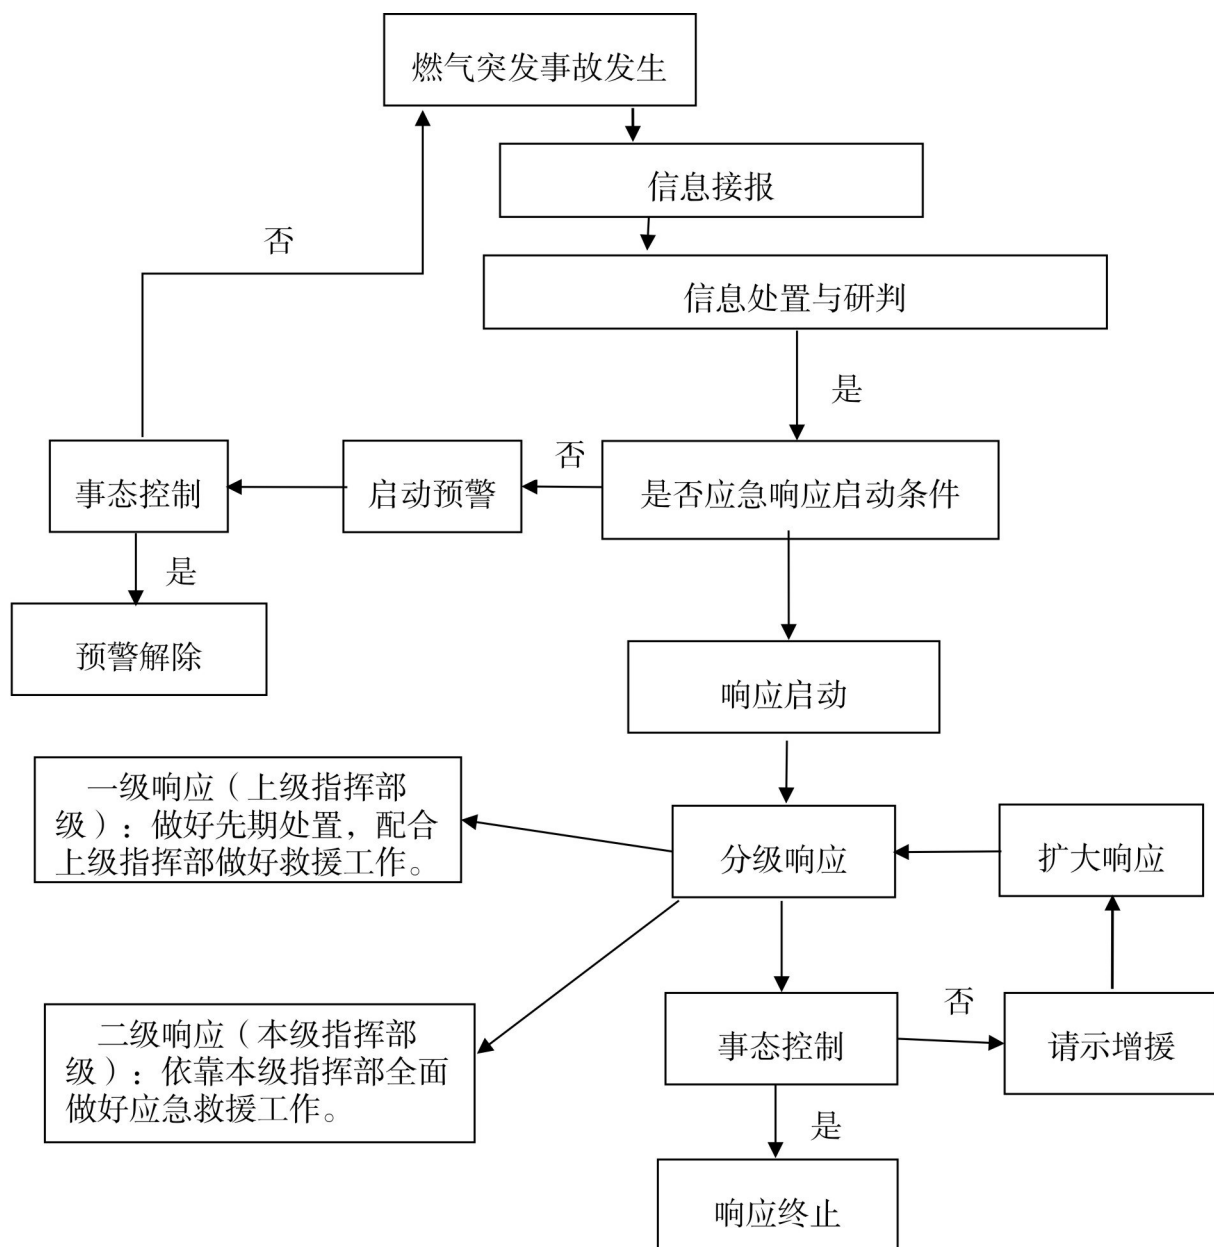 燃气突发事故发生
信息接报
否
信息处置与研判
是
事态控制
启动预警
否
是否应急响应启动条件
是
预警解除
响应启动
一级响应（上级指挥部
级）：做好先期处置，配合
上级指挥部做好救援工作。
分级响应
扩大响应
二级响应（本级指挥部
级）：依靠本级指挥部全面
做好应急救援工作。
事态控制
否
请示增援
是
响应终止